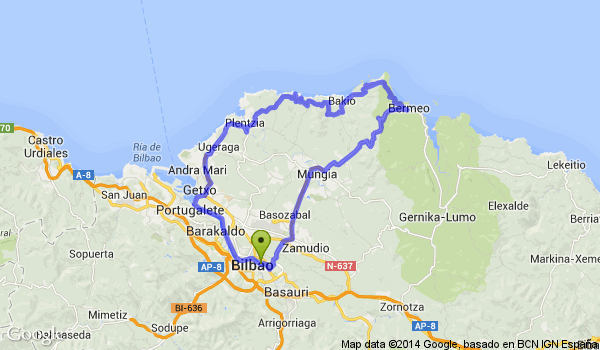 Bakio
Bermeo
Plentzia
70
Castro
Urdiales
Ría de
Bilbao
Ugeraga
Lekeitio
A-8
Andra Mari
Mungia
San Juan
Getxo
Portugalete
Elexalde
Basozabal
Gernika-Lumo
Barakaldo
Zamudio
Sopuerta
AP-8
Bilbao
N-637
Markina-Xeme
Basauri
BI-636
Zornotza
Mimetiz
Arrigorriaga
AP-8
Sodupe
Google
Map data ©2014 Google, basado en BCN IGN España